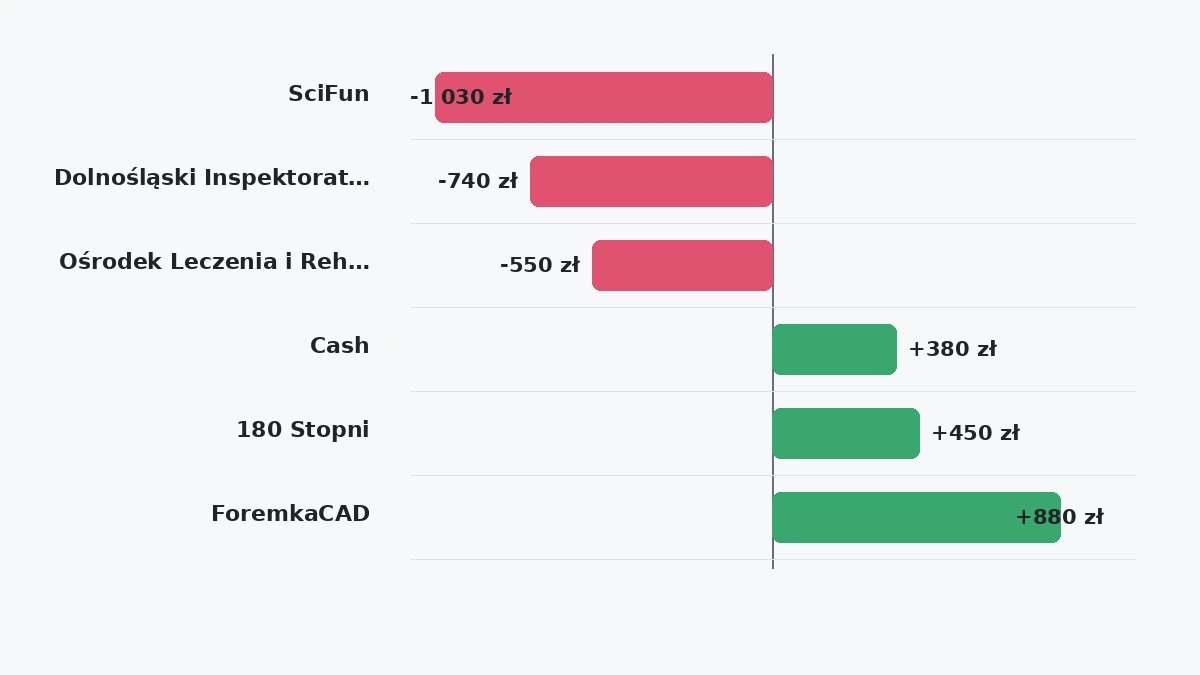 SciFun -1 030 zł
Dolnośląski Inspektorat... -740 zł
Ośrodek Leczenia i Reh... -550 zł
Cash +380 zł
180 Stopni +450 zł
ForemkaCAD +880 zł